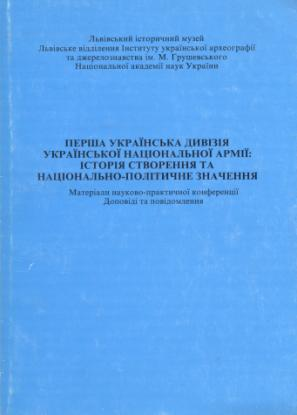 Львівський історичний музей
Львівське відділення Інституту української археографії
та джерелознавства ім. М. Грушевського
Національної академії наук України
ПЕРША УКРАЇНСЬКА ДИВІЗІЯ
УКРАЇНСЬКОЇ НАЦІОНАЛЬНОЇ АРМІЇ:
ІСТОРІЯ СТВОРЕННЯ ТА
НАЦІОНАЛЬНО-ПОЛІТИЧНЕ ЗНАЧЕННЯ
Матеріали науково-практичної конференції
Доповіді та повідомлення